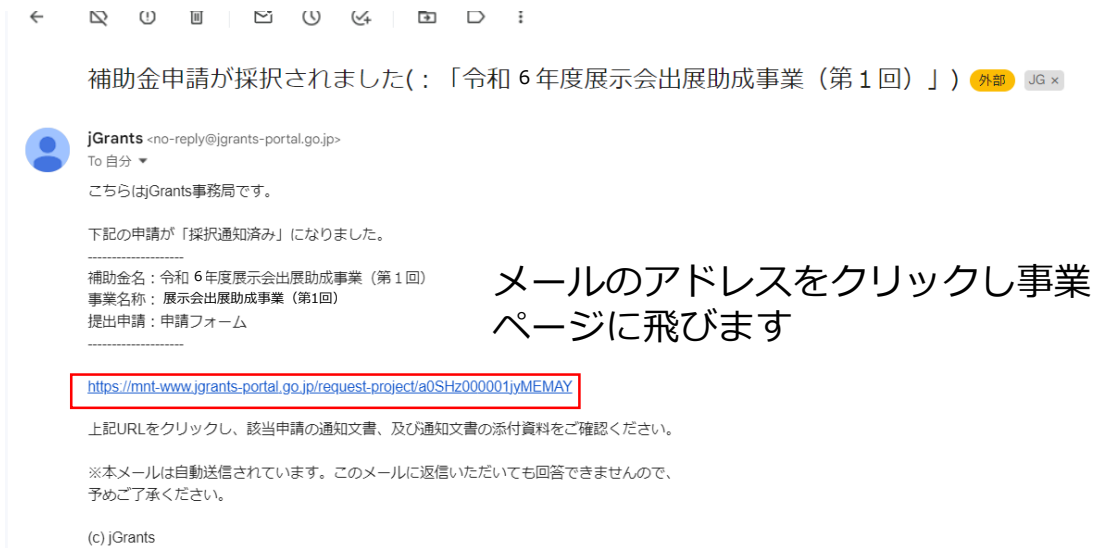 補助金申請が採択されました(：「令和６年度展示会出展助成事業（第１回）」) 外部 JG ×
jGrants <no-reply@jgrants-portal.go.jp>
To 自分
こちらはjGrants事務局です。
下記の申請が「採択通知済み」になりました。
--------------------
補助金名：令和６年度展示会出展助成事業（第１回）
事業名称：展示会出展助成事業（第1回）
提出申請：申請フォーム
--------------------
メールのアドレスをクリックし事業
ページに飛びます
https://mnt-www.jgrants-portal.go.jp/request-project/a0SHz000001jyMEMAY
上記URLをクリックし、該当申請の通知文書、及び通知文書の添付資料をご確認ください。
※本メールは自動送信されています。このメールに返信いただいても回答できませんので、
予めご了承ください。
(c) jGrants